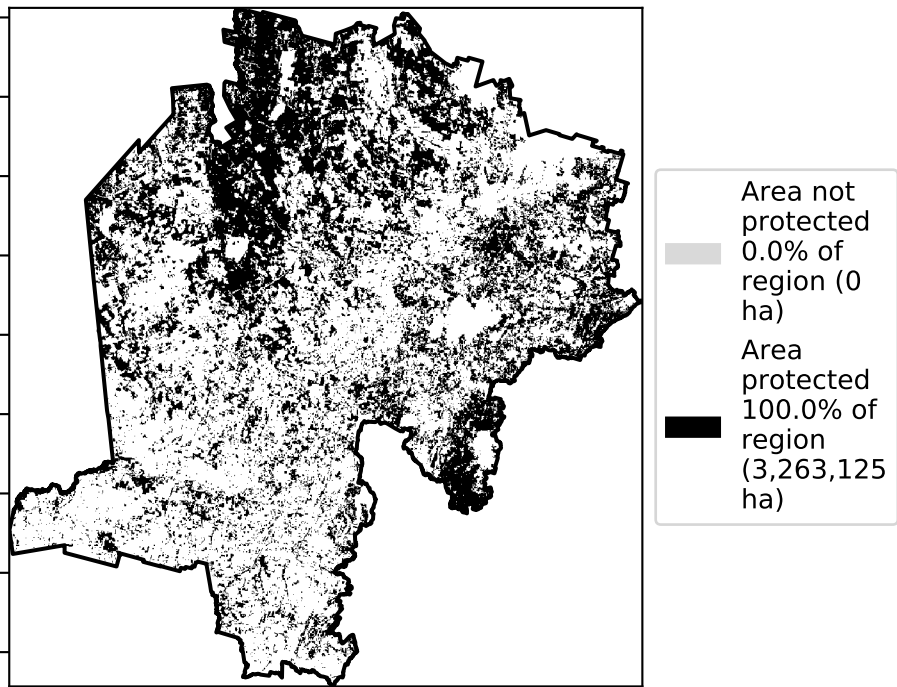 Area not
protected
0.0% of
region (0
ha)
Area
protected
100.0% of
region
(3,263,125
ha)